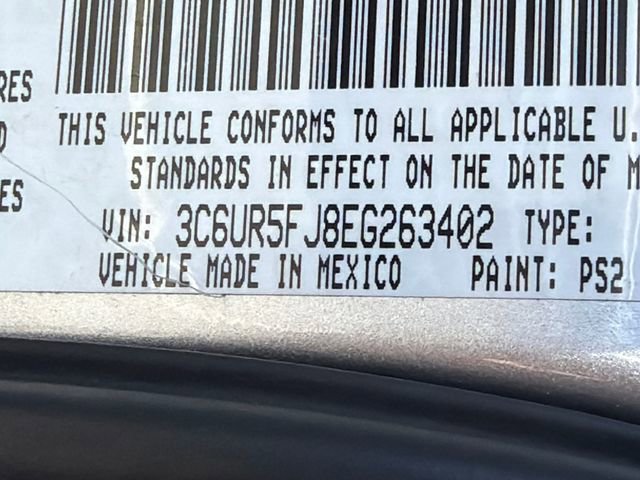 RES
THIS VEHICLE CONFORMS TO ALL APPLICABLE U.
STANDARDS IN EFFECT ON THE DATE OF M
ES
VIN: 3C6UR5FJ8EG263402 TYPE:
VEHICLE MADE IN MEXICO PAINT: PS2